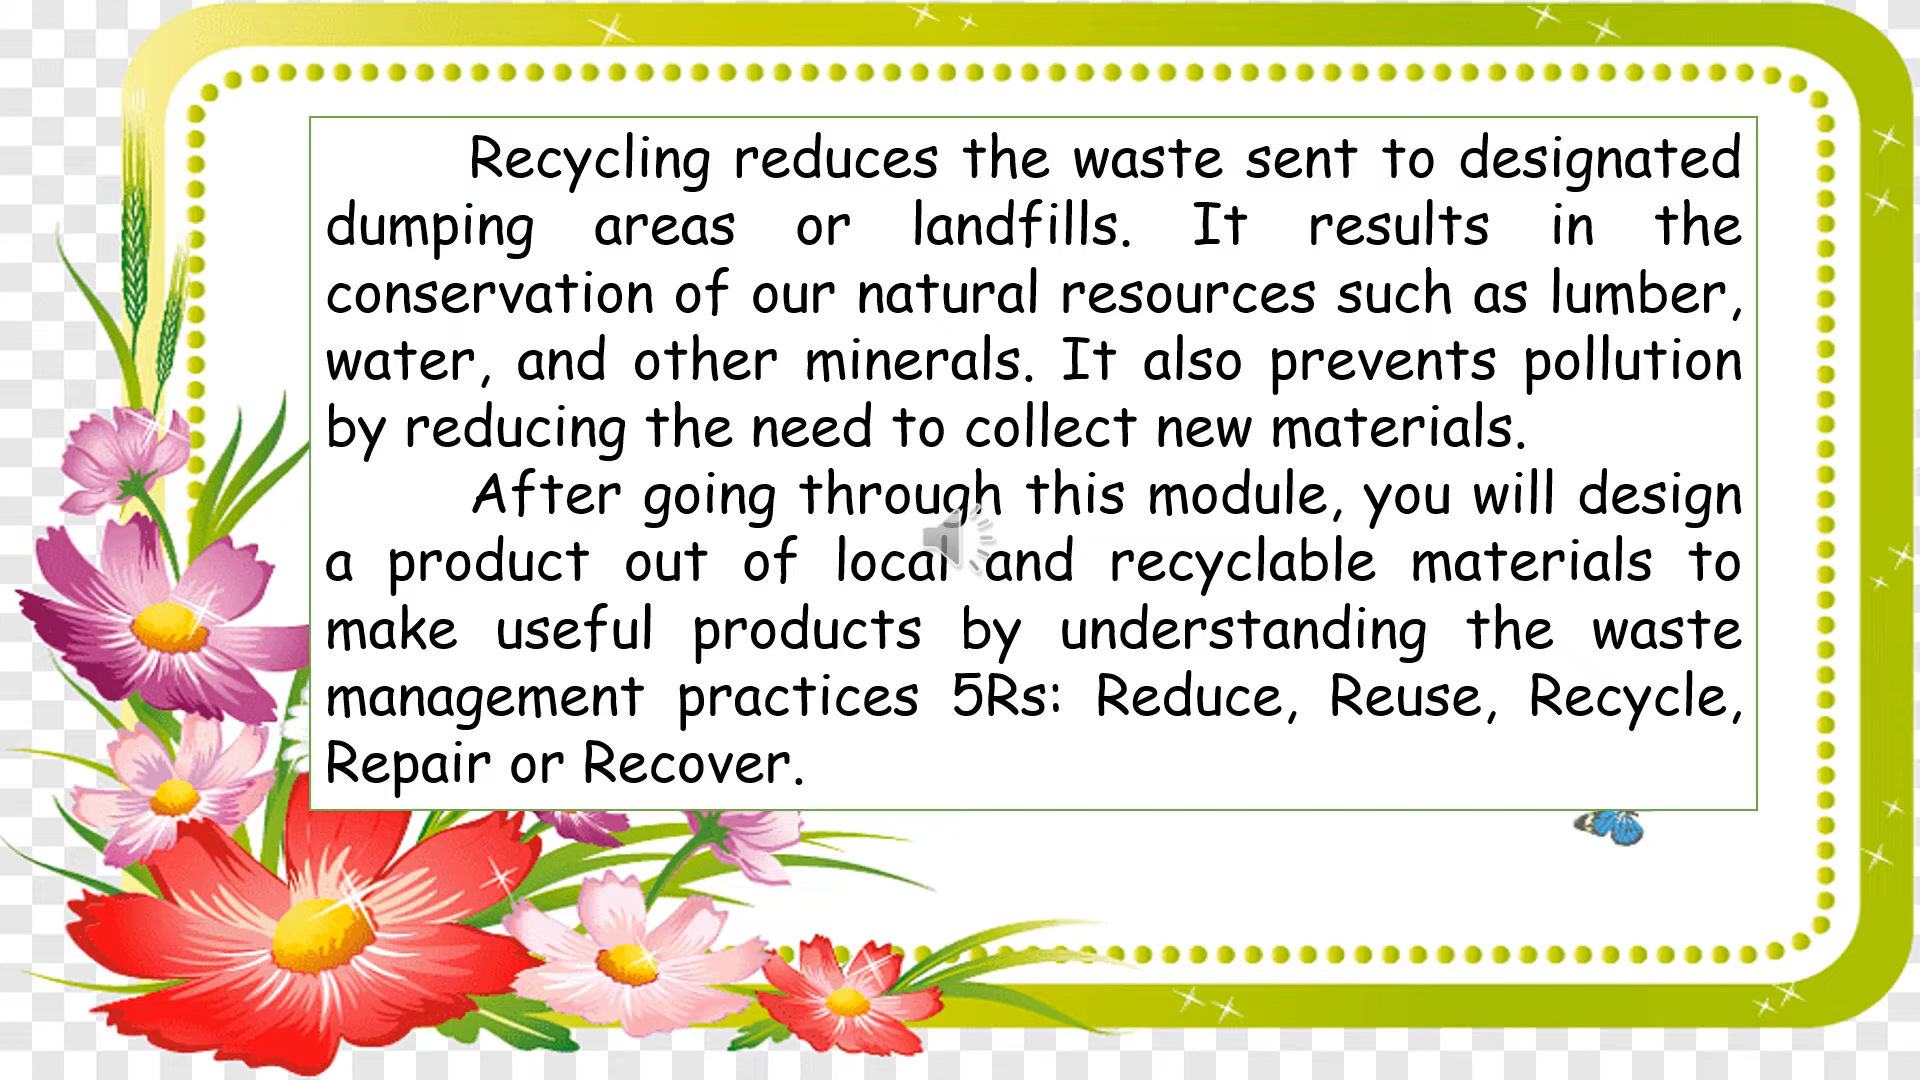 Recycling reduces the waste sent to designated
dumping areas or landfills. It results in the
conservation of our natural resources such as lumber,
water, and other minerals. It also prevents pollution
by reducing the need to collect new materials.
After going through this module, you will design
a product out of local and recyclable materials to
make useful products by understanding the waste
management practices 5Rs: Reduce, Reuse, Recycle,
Repair or Recover.